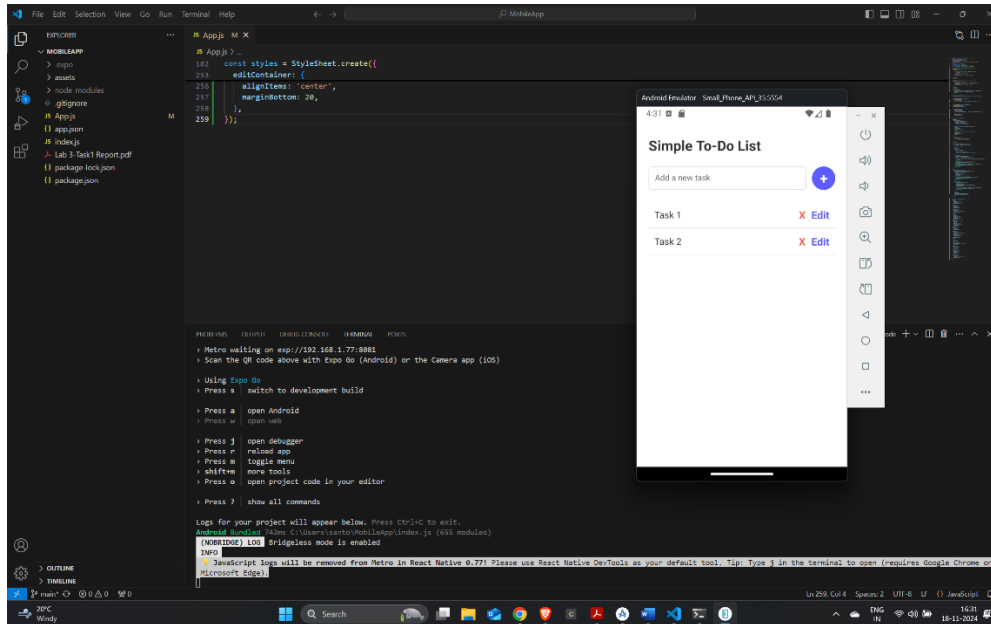 File Edit Selection View Go Run Terminal Help
MobileApp
EXPLORER
MOBILEAPP
.expo
assets
node modules
.gitignore
JS App.js M
{} app.json
JS index.js
Lab 3-Task1 Report.pdf
{} package-lock.json
{} package.json
OUTLINE
TIMELINE
JS App.js M X
JS App.js > ...
182 const styles = StyleSheet.create({
253 editContainer: {
256 alignItems: 'center',
257 marginBottom: 20,
258 },
259 });
Android Emulator - Small_Phone_API_35:5554
4:31
Simple To-Do List
Add a new task
+
Task 1 X Edit
Task 2 X Edit
PROBLEMS OUTPUT DEBUG CONSOLE TERMINAL PORTS
› Metro waiting on exp://192.168.1.77:8081
› Scan the QR code above with Expo Go (Android) or the Camera app (iOS)
› Using Expo Go
› Press s │ switch to development build
› Press a │ open Android
› Press w │ open web
› Press j │ open debugger
› Press r │ reload app
› Press m │ toggle menu
› shift+m │ more tools
› Press o │ open project code in your editor
› Press ? │ show all commands
Logs for your project will appear below. Press Ctrl+C to exit.
Android Bundled 742ms C:\Users\santo\MobileApp\index.js (655 modules)
(NOBRIDGE) LOG Bridgeless mode is enabled
INFO
JavaScript logs will be removed from Metro in React Native 0.77! Please use React Native DevTools as your default tool. Tip: Type j in the terminal to open (requires Google Chrome or
Microsoft Edge).
main* 0 0 0 Ln 259, Col 4 Spaces: 2 UTF-8 LF {} JavaScript
20°C
Windy
Search
ENG
IN
16:31
18-11-2024